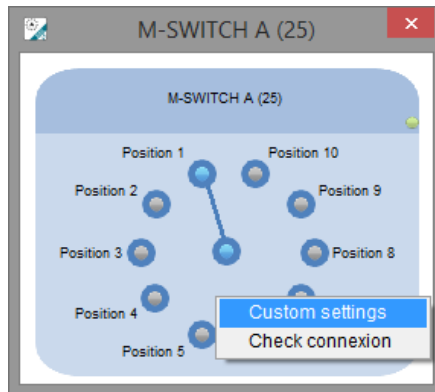 M-SWITCH A (25)
M-SWITCH A (25)
Position 1
Position 10
Position 2
Position 9
Position 3
Position 8
Position 4
Custom settings
Check connexion
Position 5